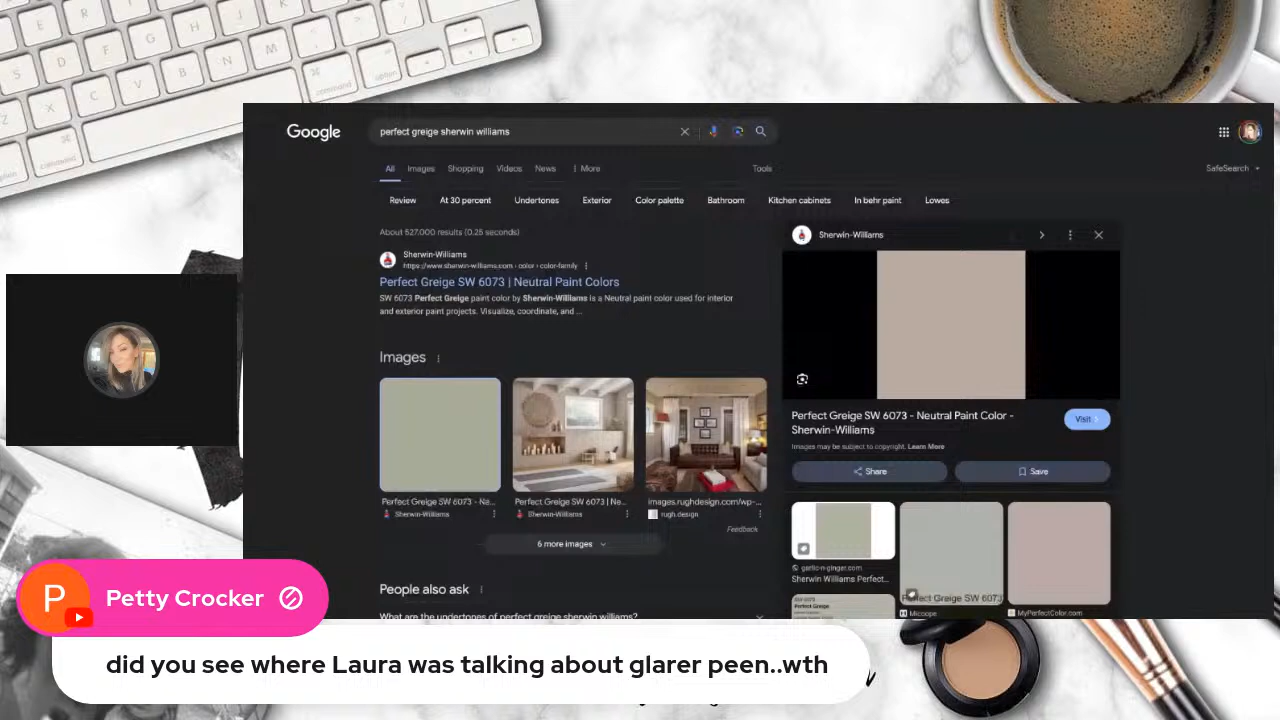 E
R
T
Y
U
I
O
P
S
D
F
G
H
J
K
L
Z
X
C
V
B
N
M
command
command
option
Google
perfect greige sherwin williams
All Images Shopping Videos News More Tools SafeSearch
Review At 30 percent Undertones Exterior Color palette Bathroom Kitchen cabinets In behr paint Lowes
About 527,000 results (0.25 seconds)
Sherwin-Williams
https://www.sherwin-williams.com › color › color-family
Perfect Greige SW 6073 | Neutral Paint Colors
SW 6073 Perfect Greige paint color by Sherwin-Williams is a Neutral paint color used for interior
and exterior paint projects. Visualize, coordinate, and ...
Images
Perfect Greige SW 6073 - Ne...
Sherwin-Williams
Perfect Greige SW 6073 | Ne...
Sherwin-Williams
images.rughdesign.com/wp-...
rugh.design
Feedback
6 more images
People also ask
What are the undertones of perfect greige sherwin williams?
Sherwin-Williams
Perfect Greige SW 6073 - Neutral Paint Color -
Sherwin-Williams
Visit
Images may be subject to copyright. Learn More
Share
Save
Sherwin Williams Perfect...
Perfect Greige SW 6073
Micoope
MyPerfectColor.com
Perfect Greige
P
Petty Crocker
did you see where Laura was talking about glarer peen..wth